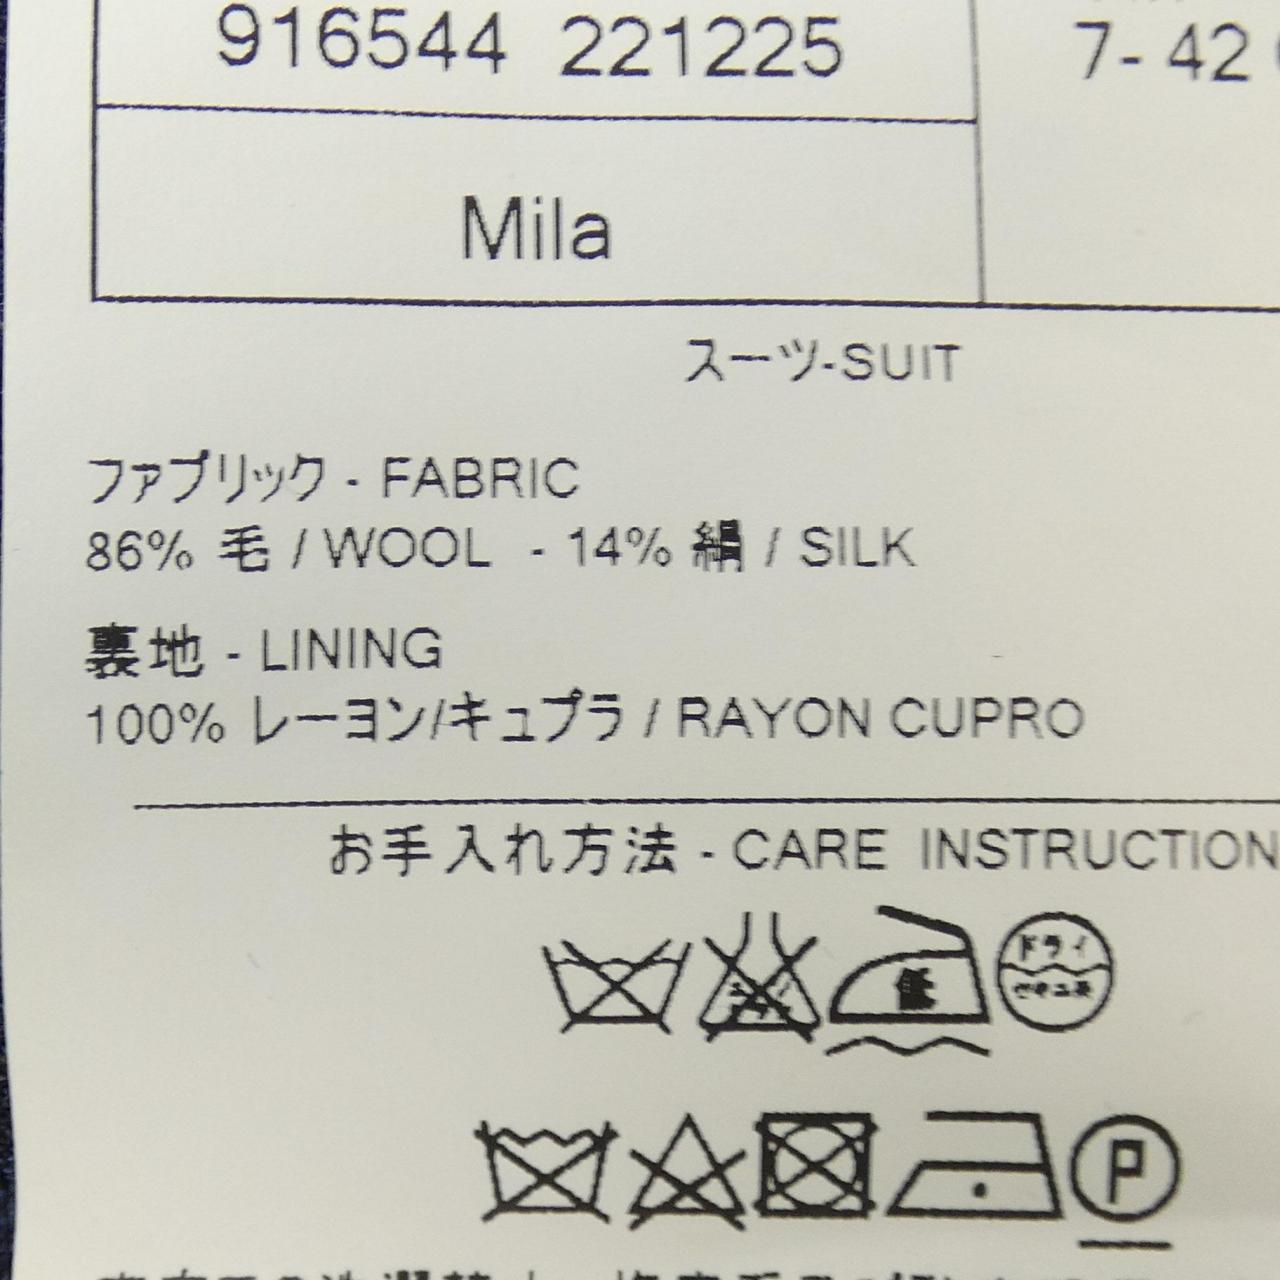 916544 221225
7- 42
Mila
スーツ-SUIT
ファブリック - FABRIC
86% 毛 / WOOL - 14% 絹 / SILK
裏地 - LINING
100% レーヨン/キュプラ / RAYON CUPRO
お手入れ方法 - CARE INSTRUCTION
ドライ
P